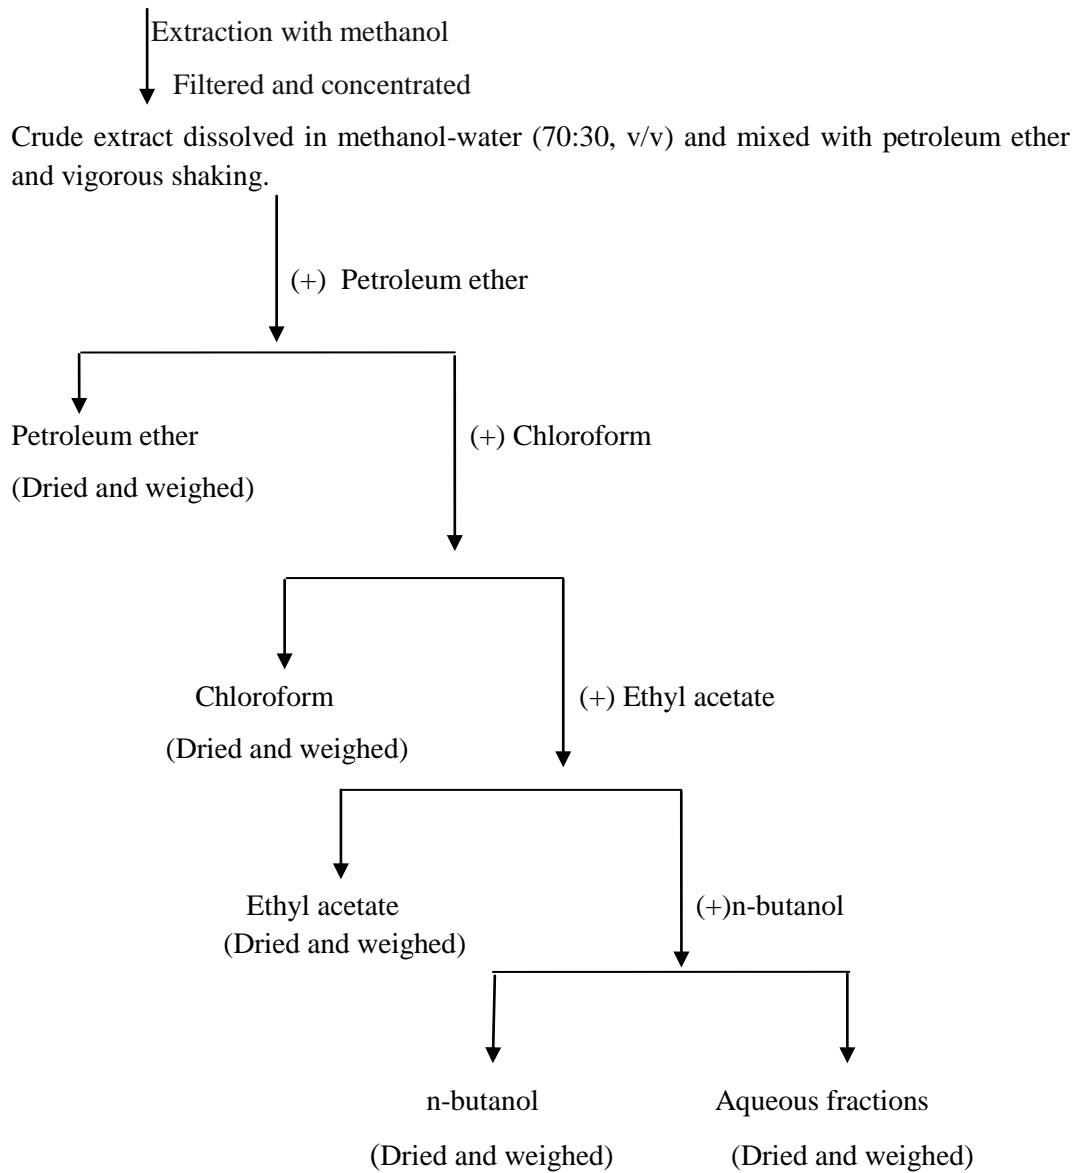 Extraction with methanol
Filtered and concentrated
Crude extract dissolved in methanol-water (70:30, v/v) and mixed with petroleum ether
and vigorous shaking.
(+) Petroleum ether
Petroleum ether
(+) Chloroform
(Dried and weighed)
Chloroform
(+) Ethyl acetate
(Dried and weighed)
Ethyl acetate
(+)n-butanol
(Dried and weighed)
n-butanol
Aqueous fractions
(Dried and weighed)
(Dried and weighed)